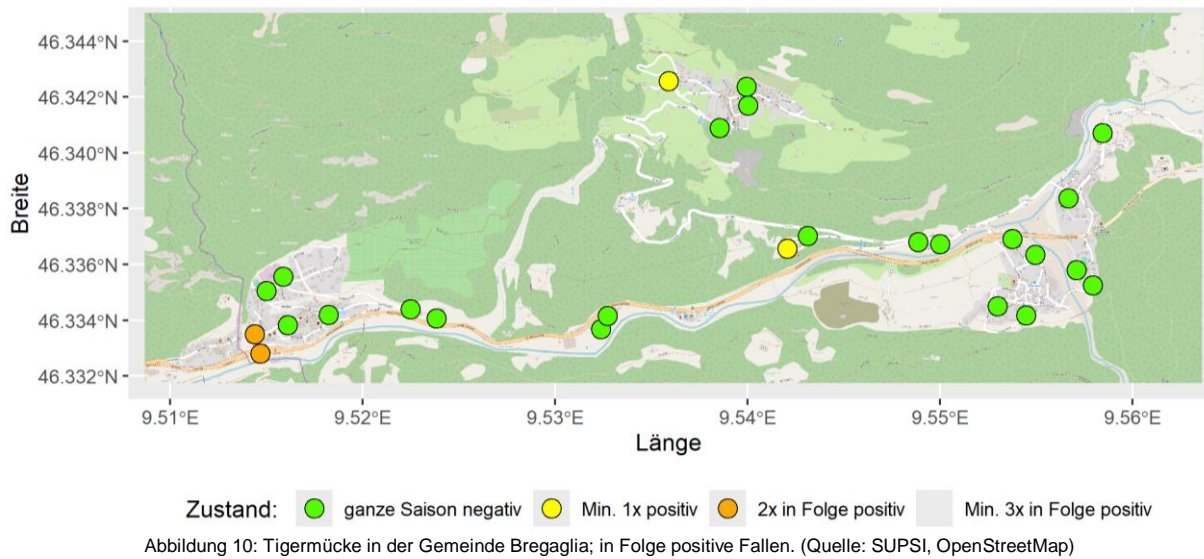 46.344°N
46.342°N
46.340°N
46.338°N
46.336°N
46.334°N
46.332°N
Breite
9.51°E 9.52°E 9.53°E 9.54°E 9.55°E 9.56°E
Länge
Zustand: ganze Saison negativ Min. 1x positiv 2x in Folge positiv Min. 3x in Folge positiv
Abbildung 10: Tigermücke in der Gemeinde Bregaglia; in Folge positive Fallen. (Quelle: SUPSI, OpenStreetMap)